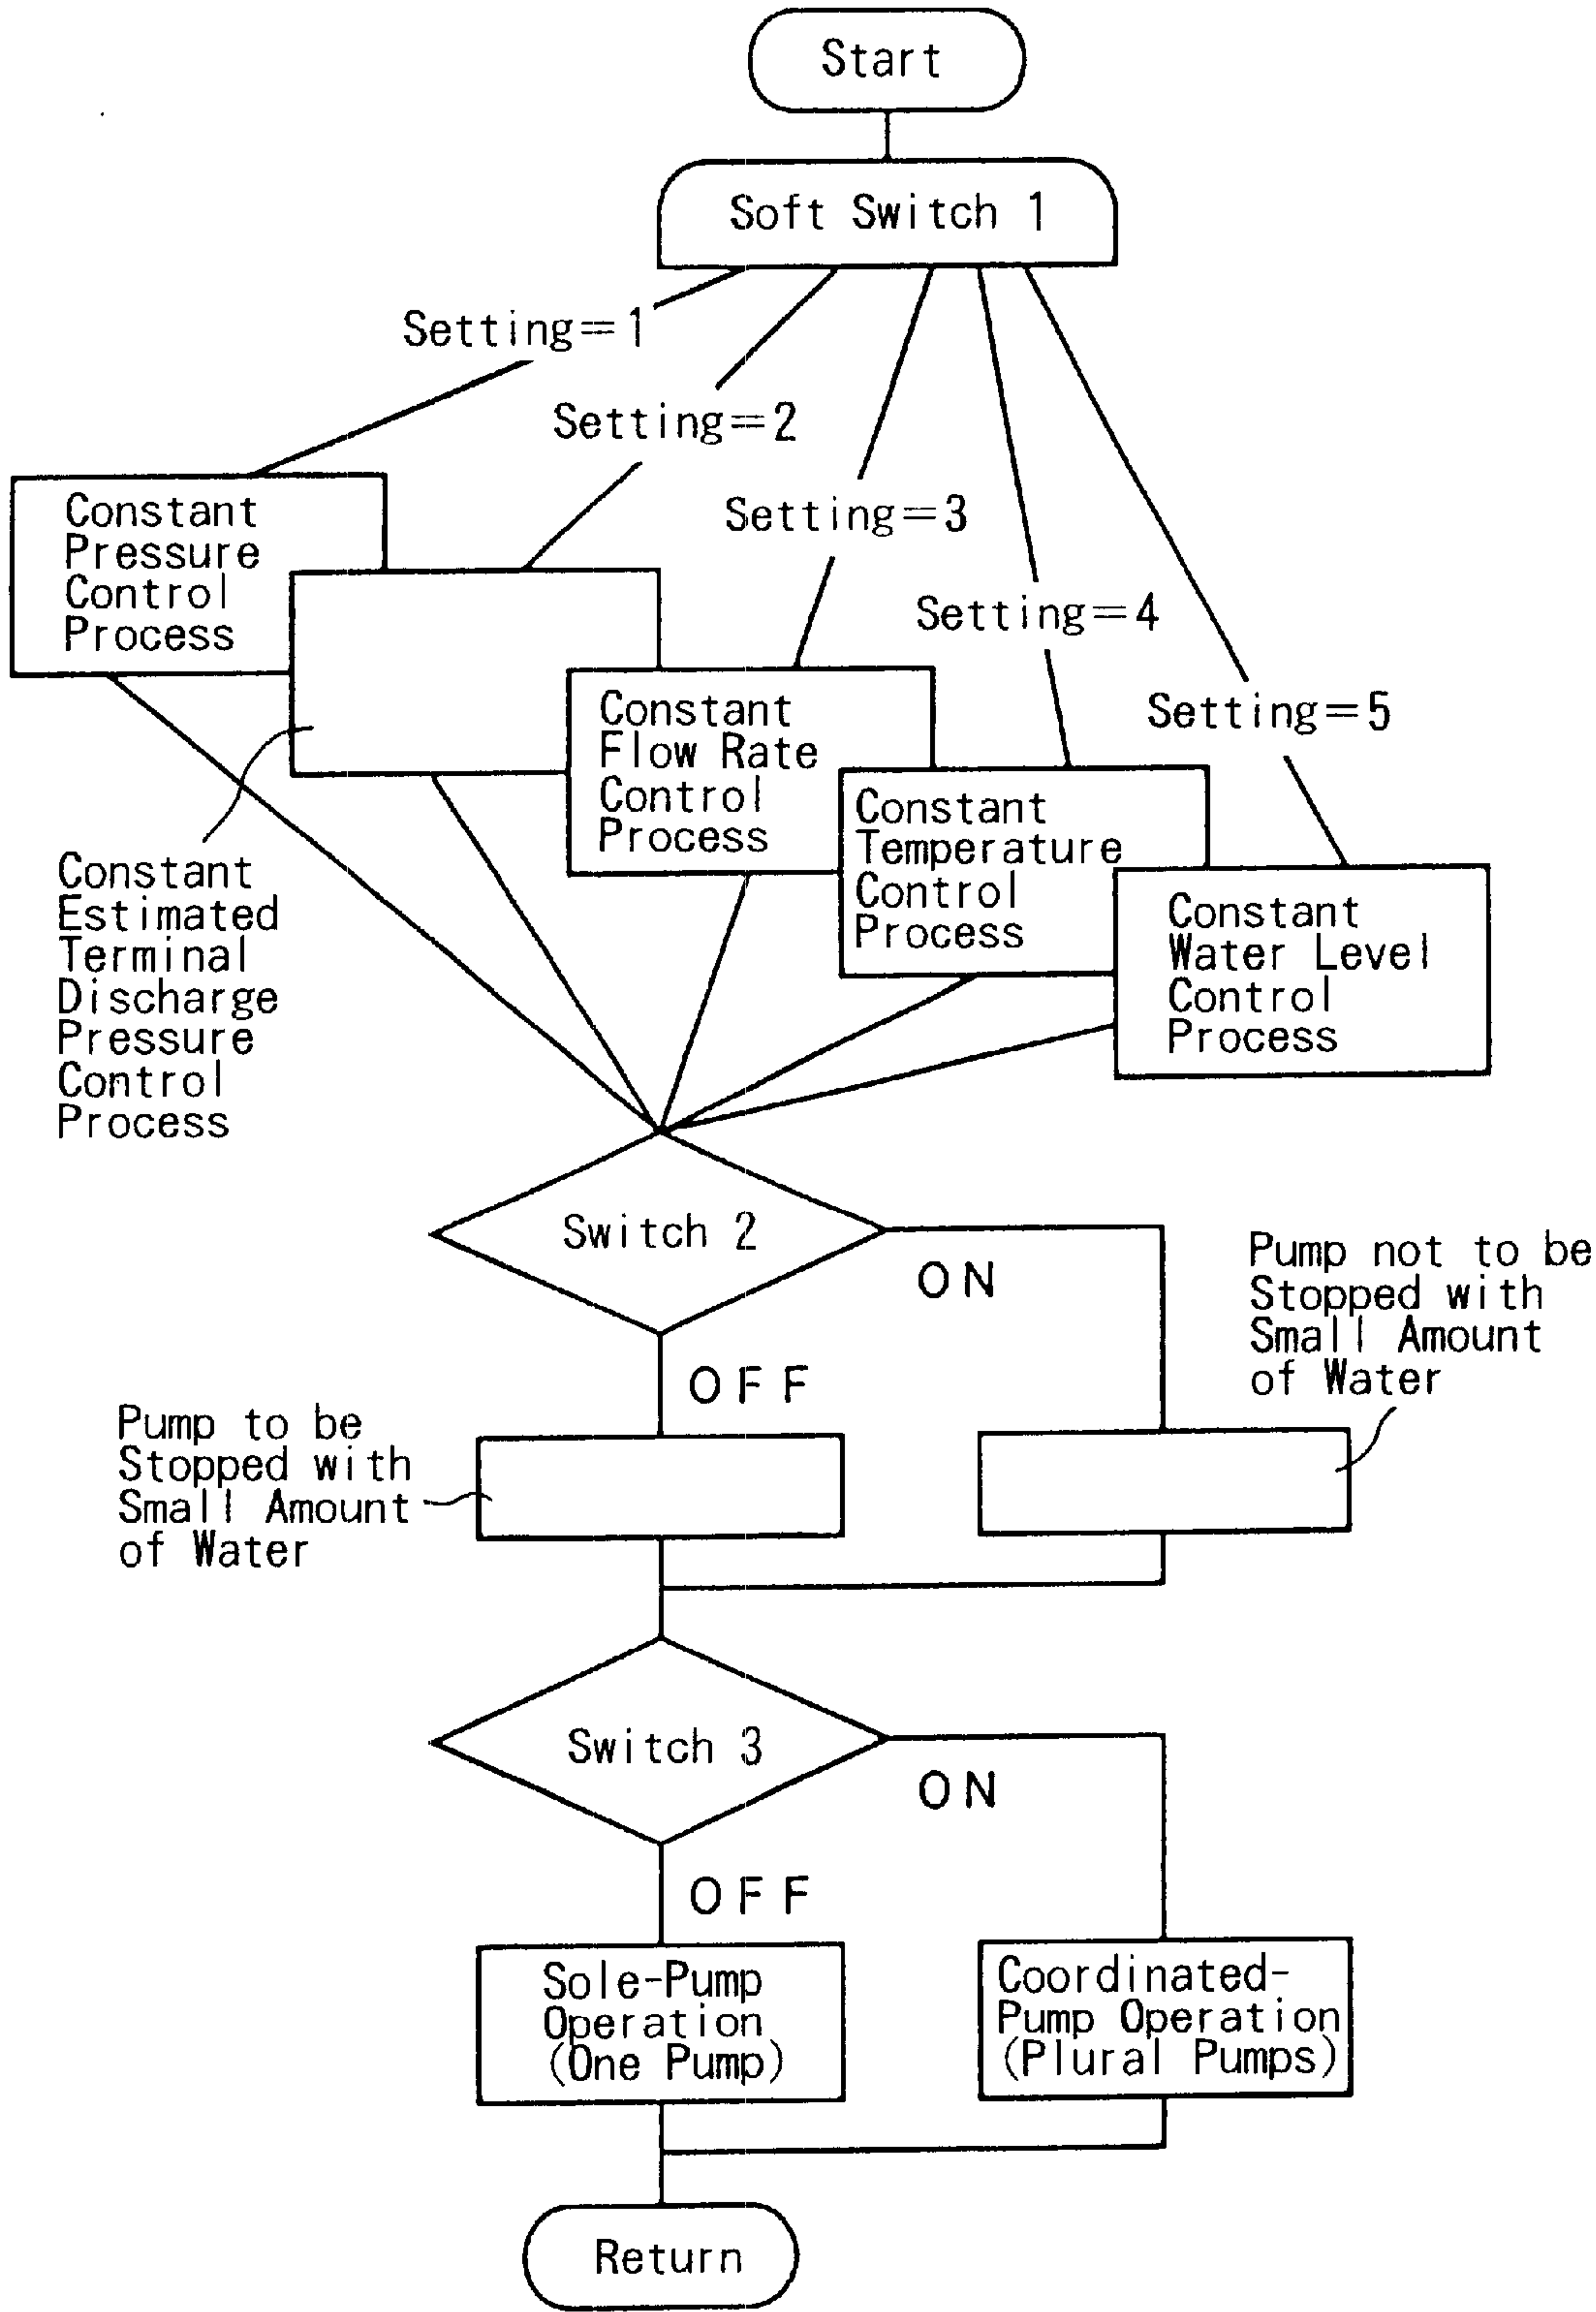 Start
Soft Switch 1
Setting=1
Setting=2
Setting=3
Setting=4
Setting=5
Constant
Pressure
Control
Process
Constant
Estimated
Terminal
Discharge
Pressure
Control
Process
Constant
Flow Rate
Control
Process
Constant
Temperature
Control
Process
Constant
Water Level
Control
Process
Switch 2
ON
OFF
Pump not to be
Stopped with
Small Amount
of Water
Pump to be
Stopped with
Small Amount
of Water
Switch 3
ON
OFF
Sole-Pump
Operation
(One Pump)
Coordinated-
Pump Operation
(Plural Pumps)
Return